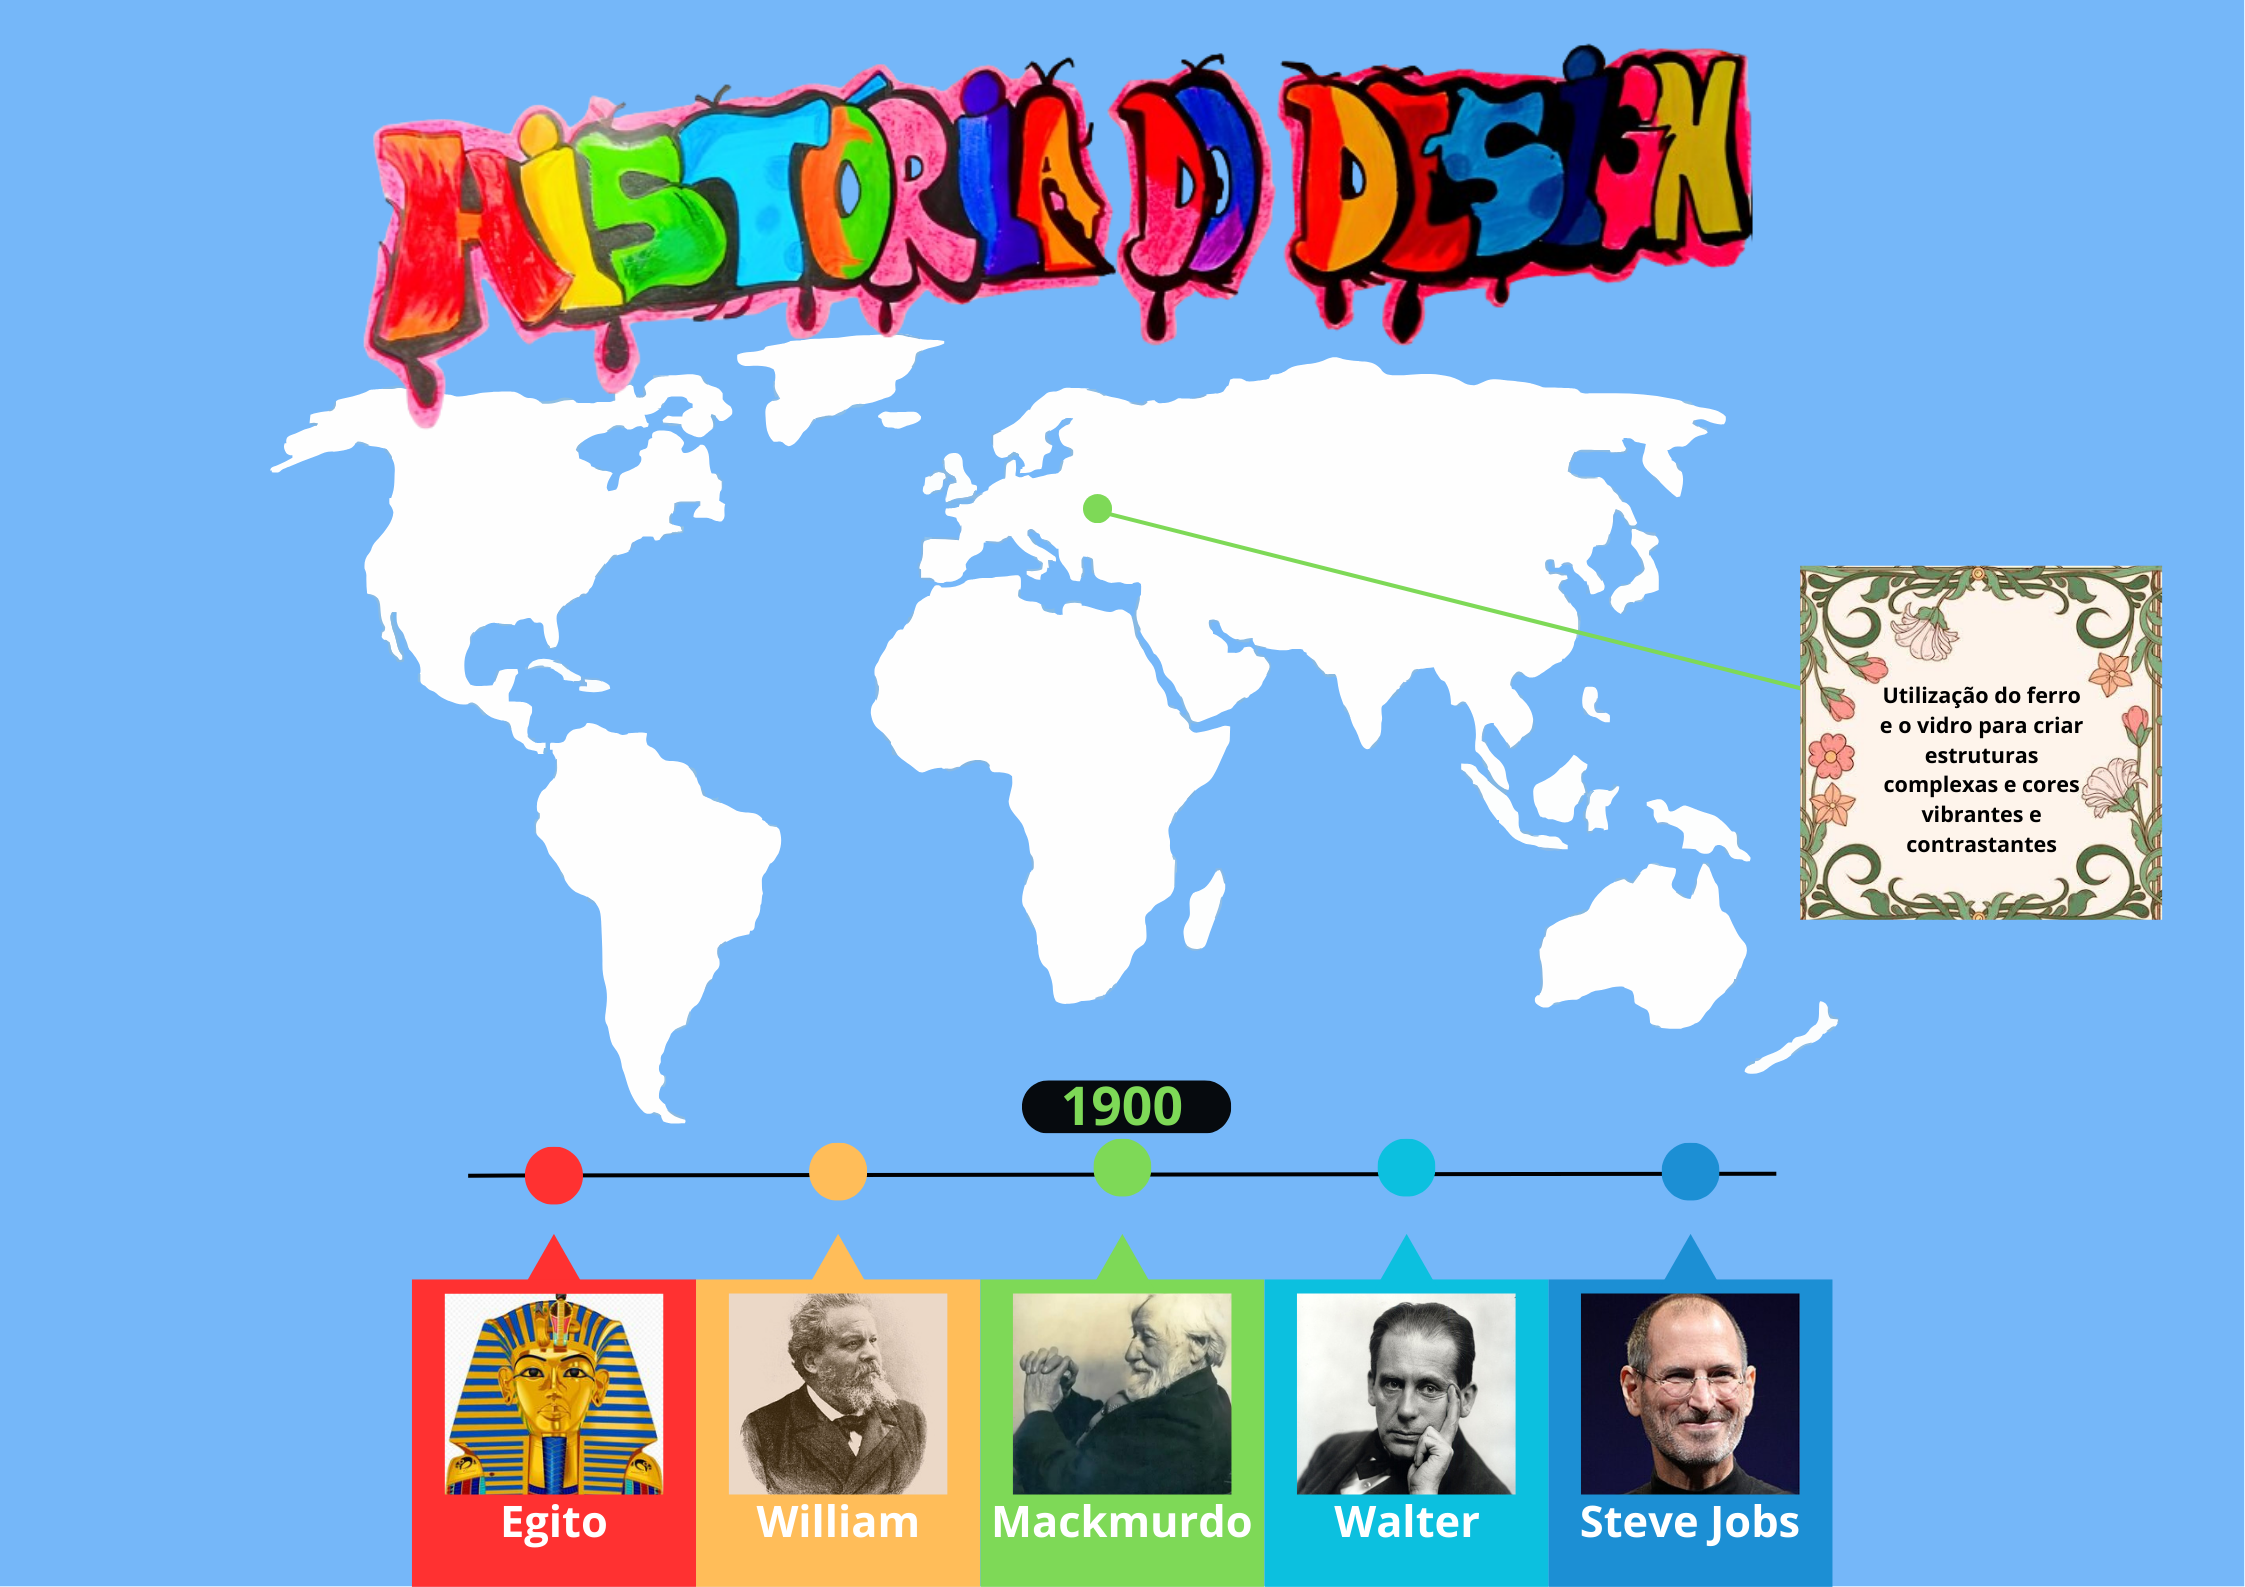 HISTÓRIA DO DESIGN
Utilização do ferro
e o vidro para criar
estruturas
complexas e cores
vibrantes e
contrastantes
1900
Egito
William
Mackmurdo
Walter
Steve Jobs